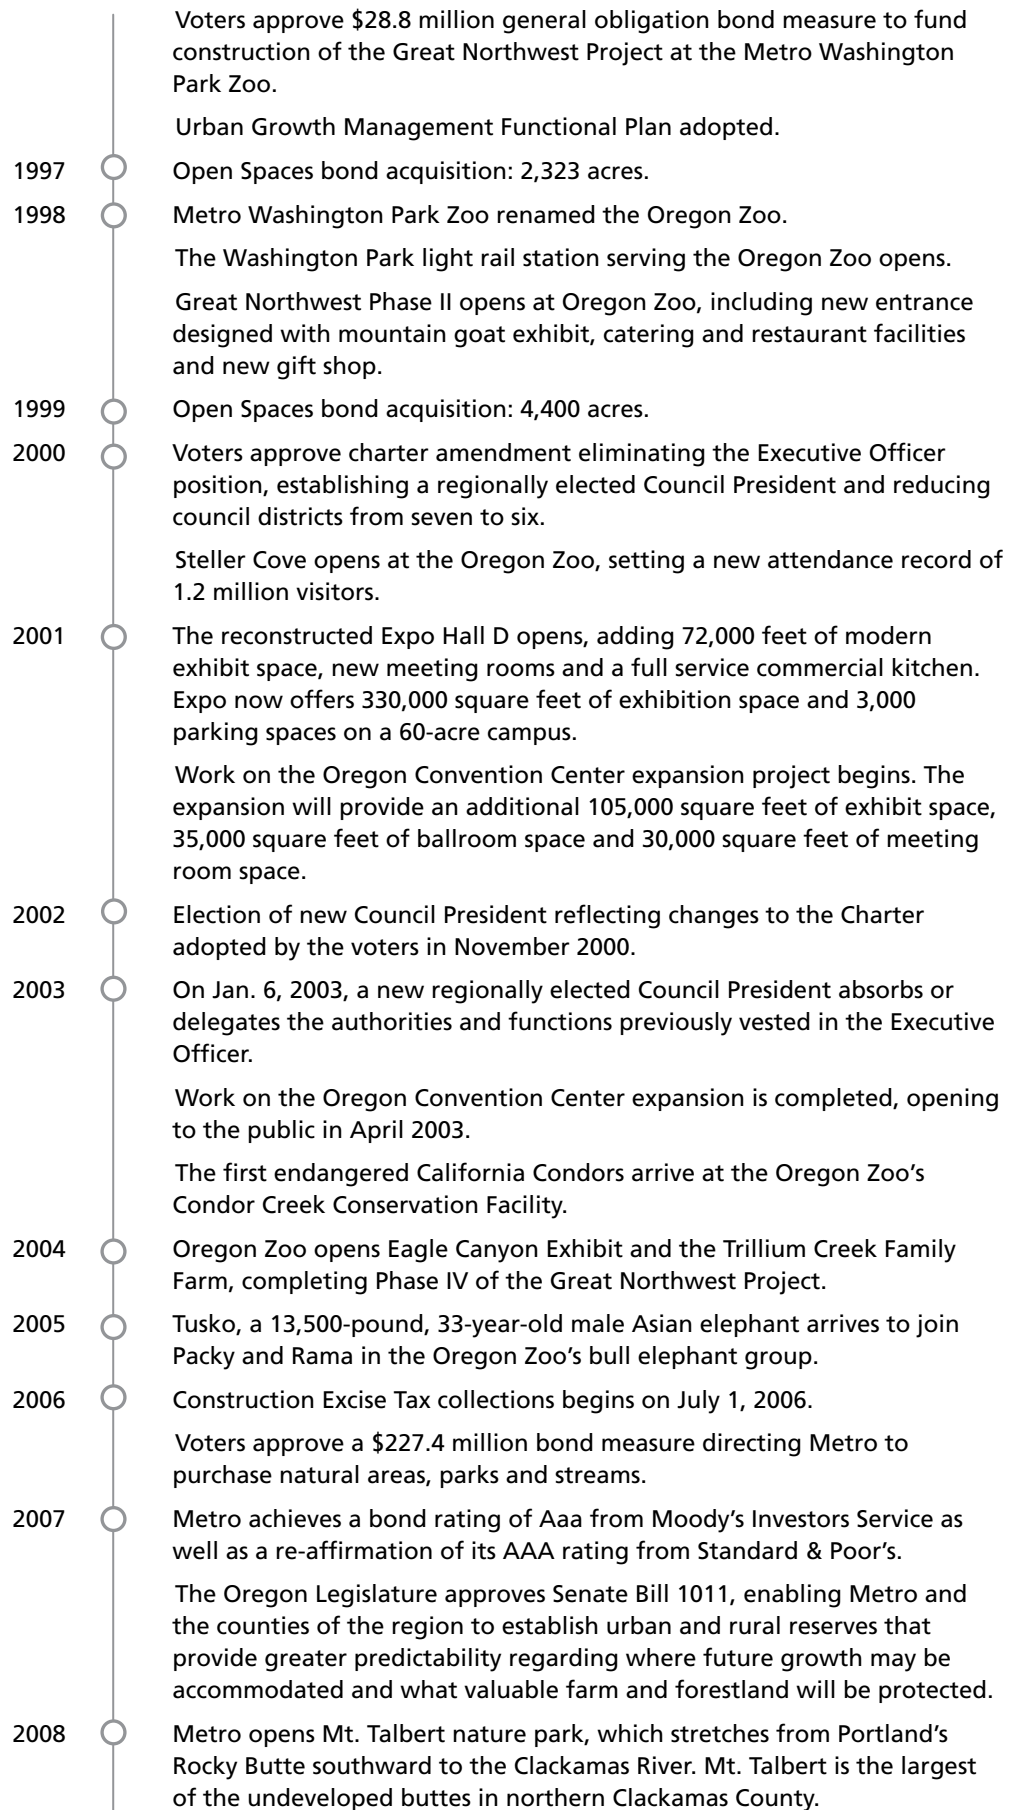 Voters approve $28.8 million general obligation bond measure to fund
construction of the Great Northwest Project at the Metro Washington
Park Zoo.
Urban Growth Management Functional Plan adopted.
1997 Open Spaces bond acquisition: 2,323 acres.
1998 Metro Washington Park Zoo renamed the Oregon Zoo.
The Washington Park light rail station serving the Oregon Zoo opens.
Great Northwest Phase II opens at Oregon Zoo, including new entrance
designed with mountain goat exhibit, catering and restaurant facilities
and new gift shop.
1999 Open Spaces bond acquisition: 4,400 acres.
2000 Voters approve charter amendment eliminating the Executive Officer
position, establishing a regionally elected Council President and reducing
council districts from seven to six.
Steller Cove opens at the Oregon Zoo, setting a new attendance record of
1.2 million visitors.
2001 The reconstructed Expo Hall D opens, adding 72,000 feet of modern
exhibit space, new meeting rooms and a full service commercial kitchen.
Expo now offers 330,000 square feet of exhibition space and 3,000
parking spaces on a 60-acre campus.
Work on the Oregon Convention Center expansion project begins. The
expansion will provide an additional 105,000 square feet of exhibit space,
35,000 square feet of ballroom space and 30,000 square feet of meeting
room space.
2002 Election of new Council President reflecting changes to the Charter
adopted by the voters in November 2000.
2003 On Jan. 6, 2003, a new regionally elected Council President absorbs or
delegates the authorities and functions previously vested in the Executive
Officer.
Work on the Oregon Convention Center expansion is completed, opening
to the public in April 2003.
The first endangered California Condors arrive at the Oregon Zoo's
Condor Creek Conservation Facility.
2004 Oregon Zoo opens Eagle Canyon Exhibit and the Trillium Creek Family
Farm, completing Phase IV of the Great Northwest Project.
2005 Tusko, a 13,500-pound, 33-year-old male Asian elephant arrives to join
Packy and Rama in the Oregon Zoo's bull elephant group.
2006 Construction Excise Tax collections begins on July 1, 2006.
Voters approve a $227.4 million bond measure directing Metro to
purchase natural areas, parks and streams.
2007 Metro achieves a bond rating of Aaa from Moody's Investors Service as
well as a re-affirmation of its AAA rating from Standard & Poor's.
The Oregon Legislature approves Senate Bill 1011, enabling Metro and
the counties of the region to establish urban and rural reserves that
provide greater predictability regarding where future growth may be
accommodated and what valuable farm and forestland will be protected.
2008 Metro opens Mt. Talbert nature park, which stretches from Portland's
Rocky Butte southward to the Clackamas River. Mt. Talbert is the largest
of the undeveloped buttes in northern Clackamas County.